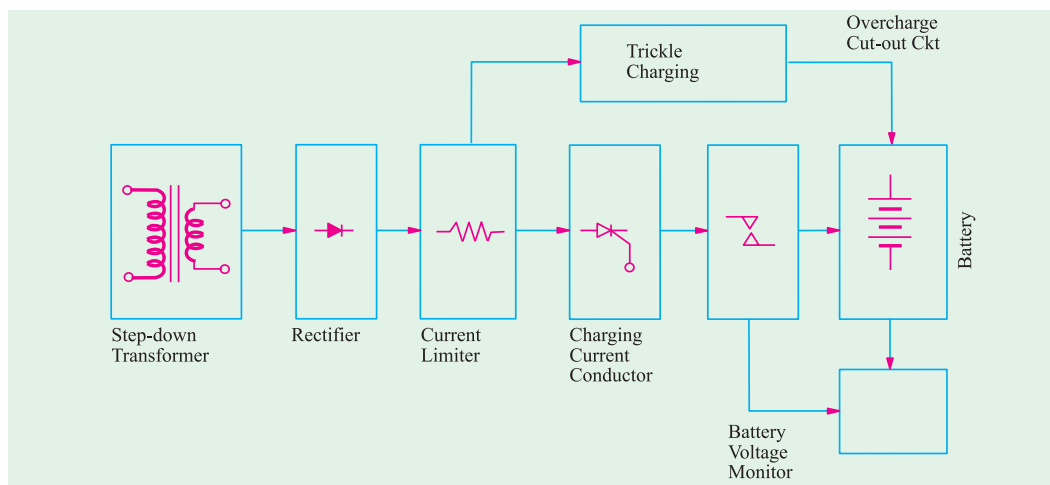 Overcharge
Cut-out Ckt
Trickle
Charging
Battery
Step-down
Transformer
Rectifier
Current
Limiter
Charging
Current
Conductor
Battery
Voltage
Monitor